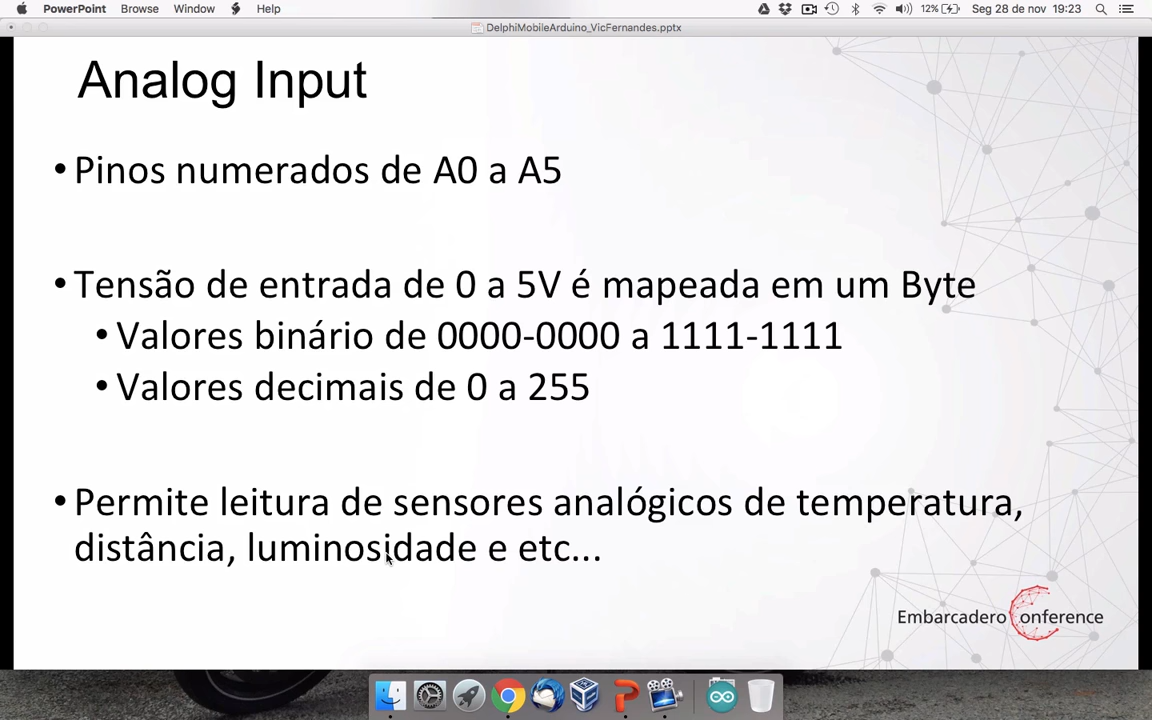 PowerPoint Browse Window Help 12% Seg 28 de nov 19:23
DelphiMobileArduino_VicFernandes.pptx
Analog Input
• Pinos numerados de A0 a A5
• Tensão de entrada de 0 a 5V é mapeada em um Byte
• Valores binário de 0000-0000 a 1111-1111
• Valores decimais de 0 a 255
• Permite leitura de sensores analógicos de temperatura,
distância, luminosidade e etc...
Embarcadero Conference